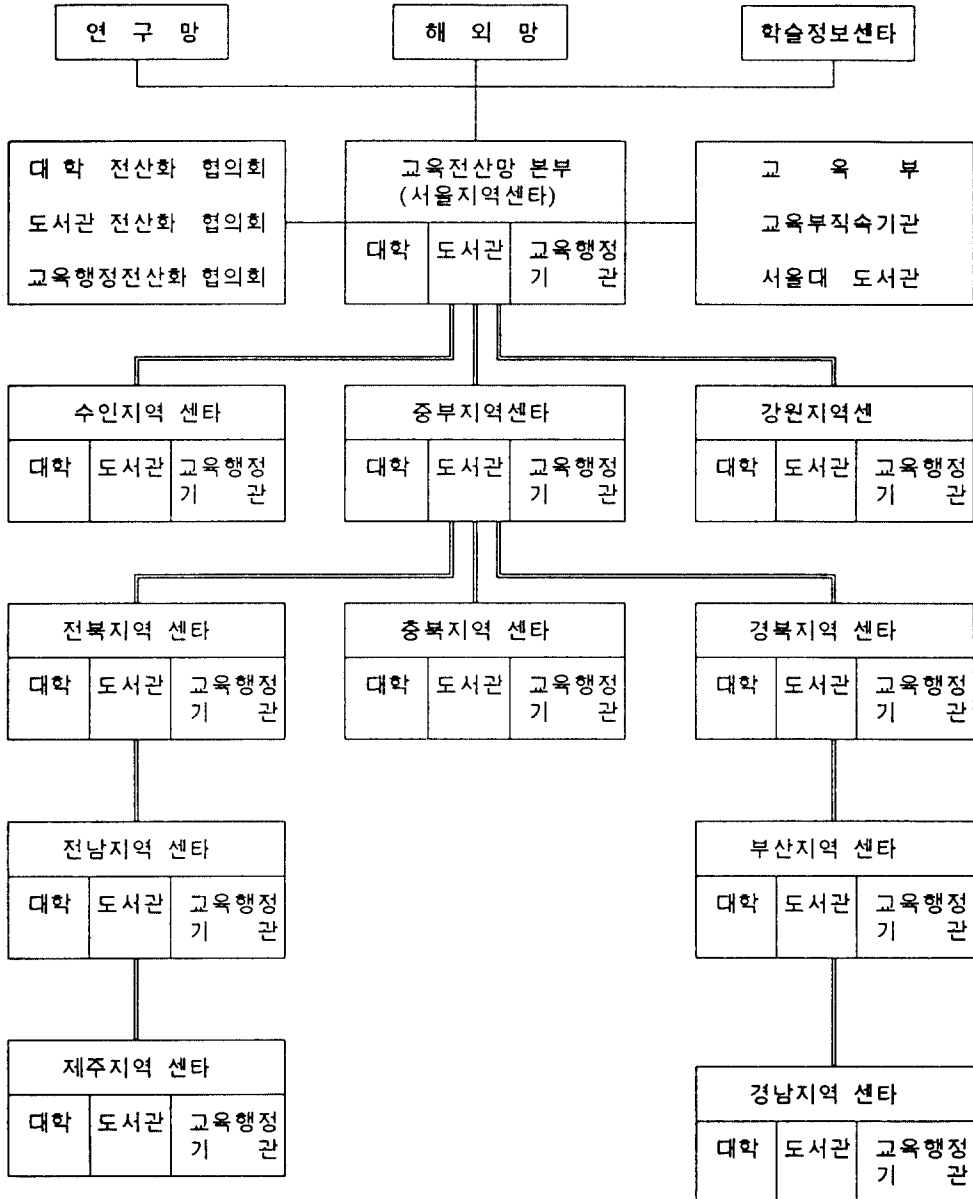 연 구 망
해 외 망
학술정보센타
대 학 전산화 협의회
도서관 전산화 협의회
교육행정전산화 협의회
교육전산망 본부
(서울지역센타)
대학 도서관 교육행정
기 관
교 육 부
교육부직속기관
서울대 도서관
수인지역 센타
대학 도서관 교육행정
기 관
중부지역센타
대학 도서관 교육행정
기 관
강원지역센
대학 도서관 교육행정
기 관
전북지역 센타
대학 도서관 교육행정
기 관
충북지역 센타
대학 도서관 교육행정
기 관
경북지역 센타
대학 도서관 교육행정
기 관
전남지역 센타
대학 도서관 교육행정
기 관
부산지역 센타
대학 도서관 교육행정
기 관
제주지역 센타
대학 도서관 교육행정
기 관
경남지역 센타
대학 도서관 교육행정
기 관